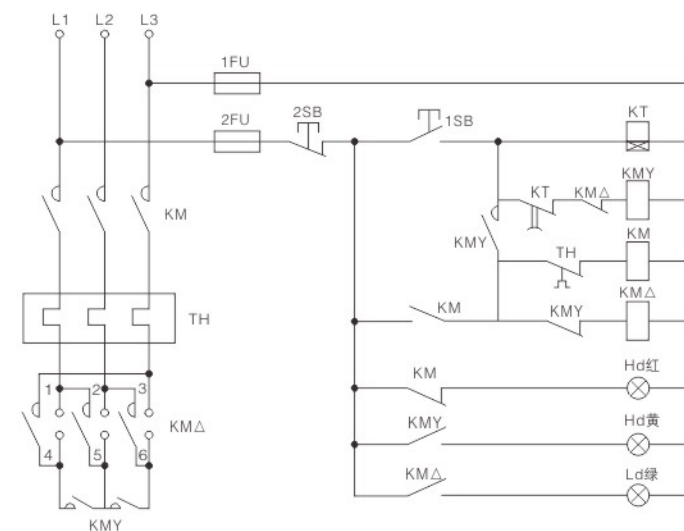 L1 L2 L3
1FU
2FU 2SB 1SB KT
KT KM△ KMY
KM KMY
TH KM
TH
KM KMY KM△
1 2 3
KM Hd红
KM△
4 5 6
KMY Hd黄
KM△ Ld绿
KMY